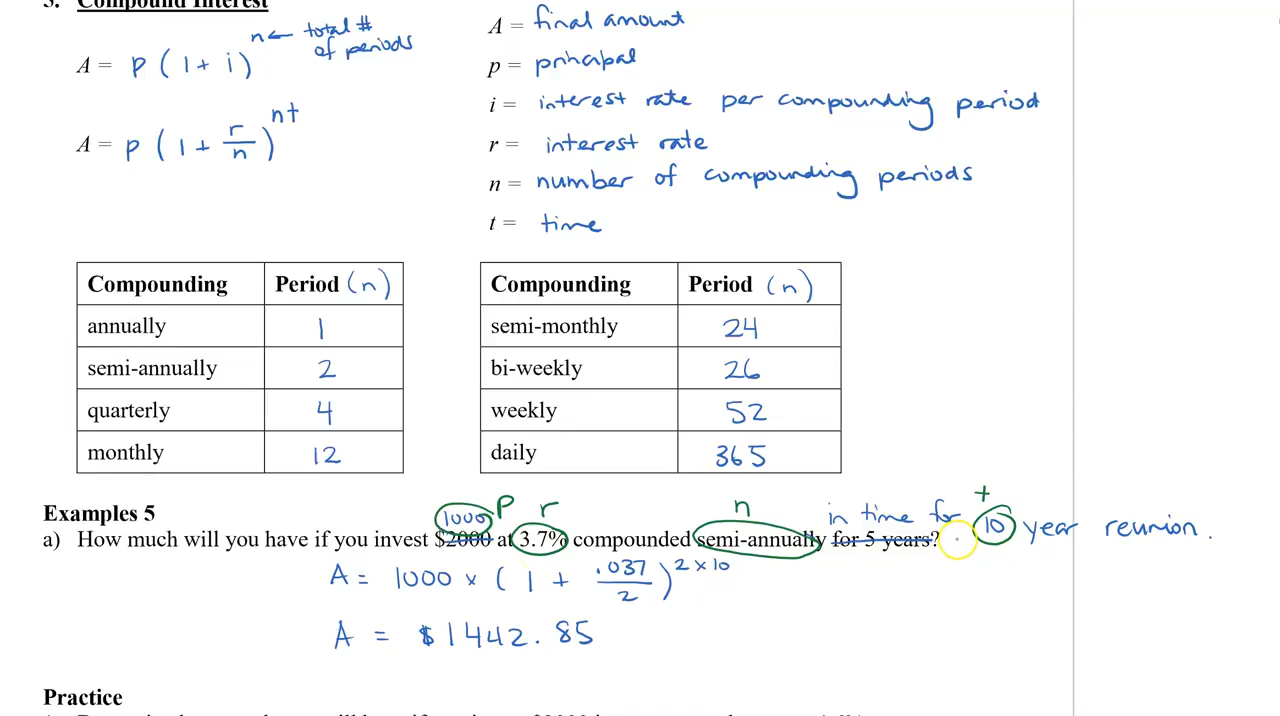 5. Compound Interest
A = p ( 1 + i ) n ← total # of periods
A = p ( 1 + r/n ) nt
A = final amount
p = principal
i = interest rate per compounding period
r = interest rate
n = number of compounding periods
t = time
Compounding Period (n)
annually 1
semi-annually 2
quarterly 4
monthly 12
Compounding Period (n)
semi-monthly 24
bi-weekly 26
weekly 52
daily 365
Examples 5
1000 p r n in time for t
a) How much will you have if you invest $2000 at 3.7% compounded semi-annually for 5 years? 10 year reunion.
A = 1000 × ( 1 + .037/2 ) 2 × 10
A = $1442.85
Practice